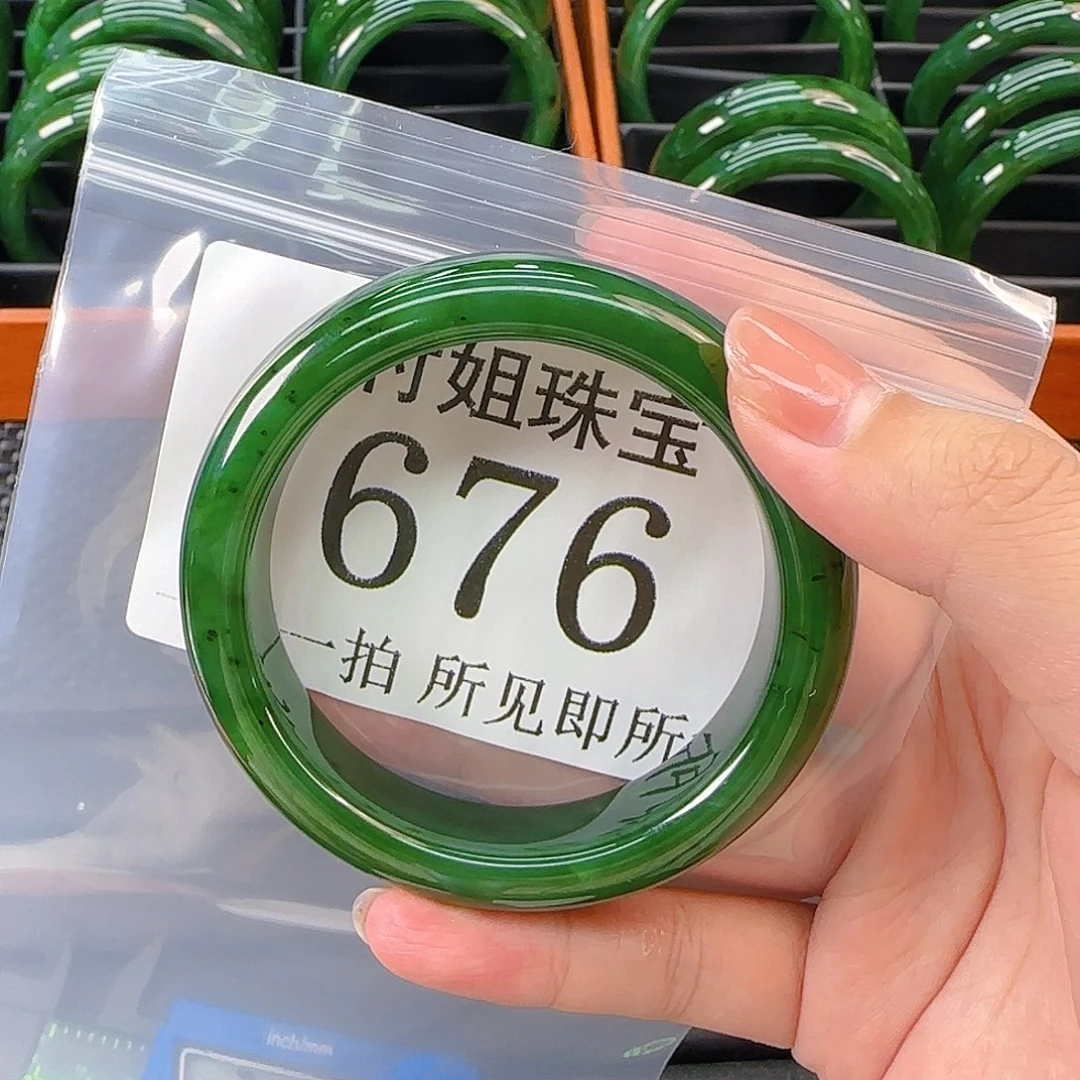 姐珠宝
676
一拍 所见即所
inch/mm